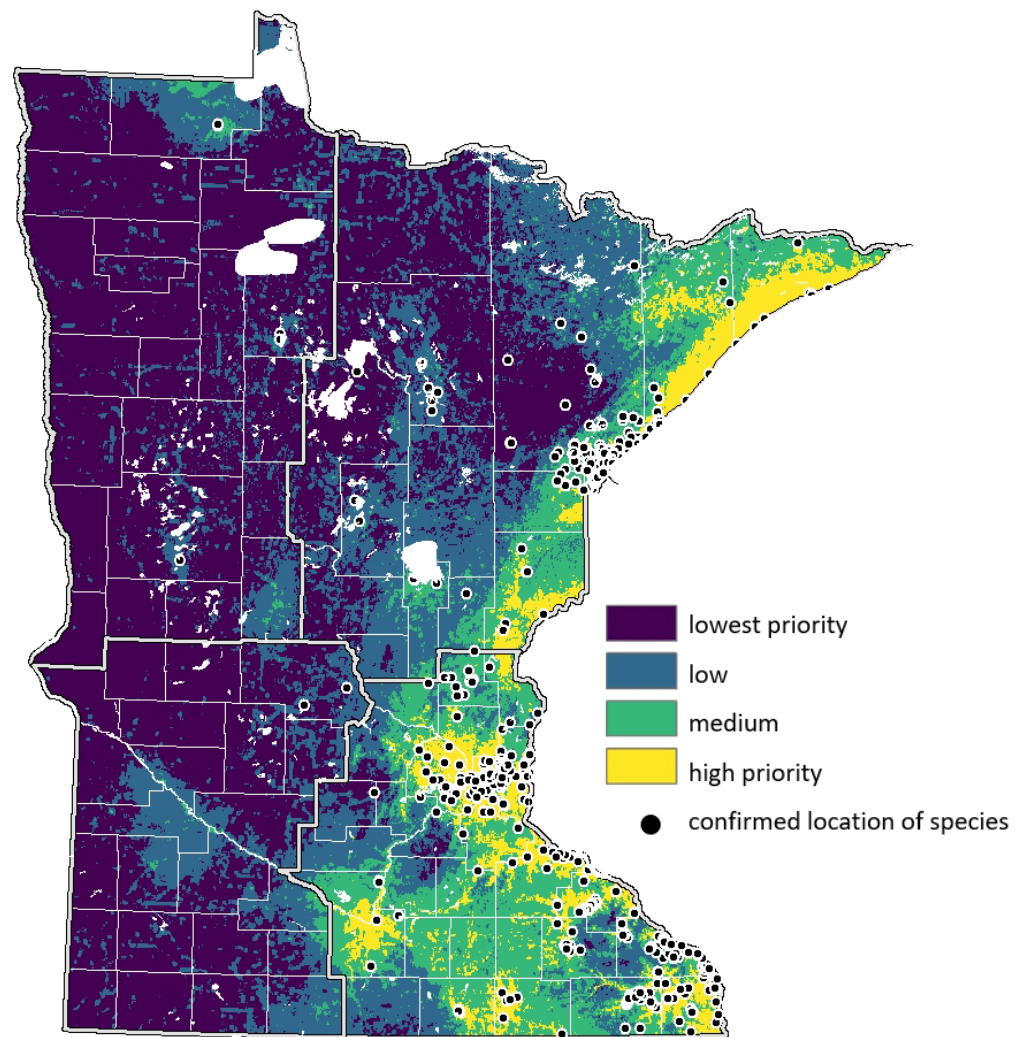 lowest priority
low
medium
high priority
confirmed location of species